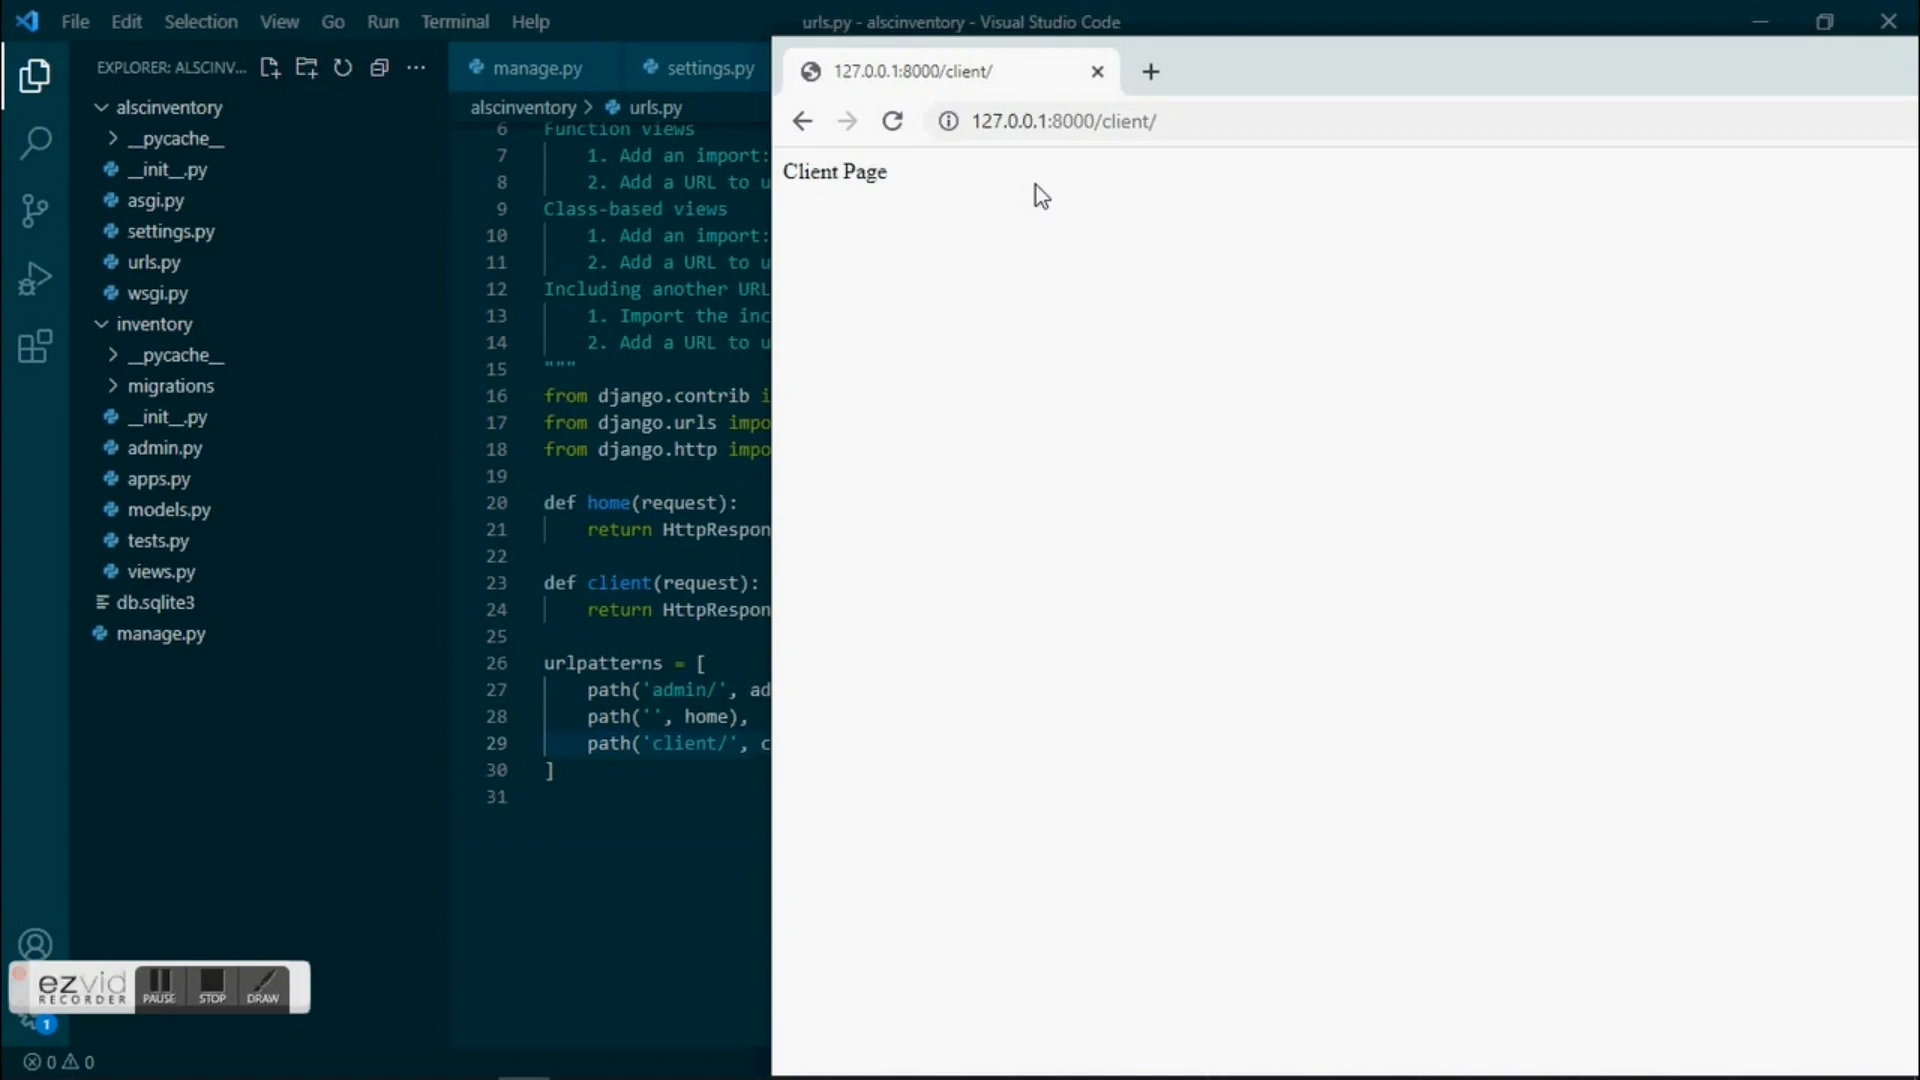 File Edit Selection View Go Run Terminal Help
urls.py - alscinventory - Visual Studio Code
EXPLORER: ALSCINV...
alscinventory
__pycache__
__init__.py
asgi.py
settings.py
urls.py
wsgi.py
inventory
__pycache__
migrations
__init__.py
admin.py
apps.py
models.py
tests.py
views.py
db.sqlite3
manage.py
manage.py
settings.py
alscinventory > urls.py
6 Function views
7 1. Add an import:
8 2. Add a URL to u
9 Class-based views
10 1. Add an import:
11 2. Add a URL to u
12 Including another URL
13 1. Import the inc
14 2. Add a URL to u
15 """
16 from django.contrib i
17 from django.urls impo
18 from django.http impo
19
20 def home(request):
21 return HttpRespon
22
23 def client(request):
24 return HttpRespon
25
26 urlpatterns = [
27 path('admin/', ad
28 path('', home),
29 path('client/', c
30 ]
31
127.0.0.1:8000/client/
127.0.0.1:8000/client/
Client Page
ezvid
RECORDER
PAUSE
STOP
DRAW
1
0 0